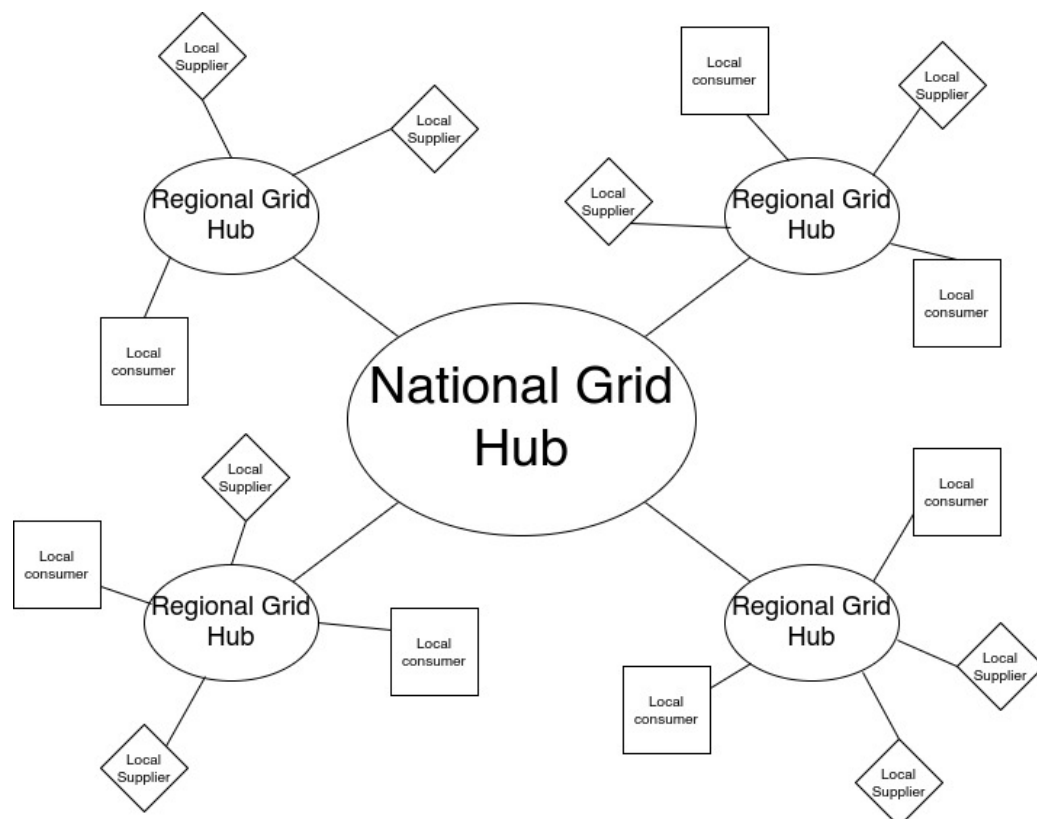 Local
Supplier
Local
Supplier
Regional Grid
Hub
Local
consumer
Local
consumer
Local
Supplier
Local
Supplier
Regional Grid
Hub
Local
consumer
National Grid
Hub
Local
Supplier
Local
consumer
Regional Grid
Hub
Local
consumer
Local
Supplier
Local
consumer
Regional Grid
Hub
Local
Supplier
Local
consumer
Local
Supplier